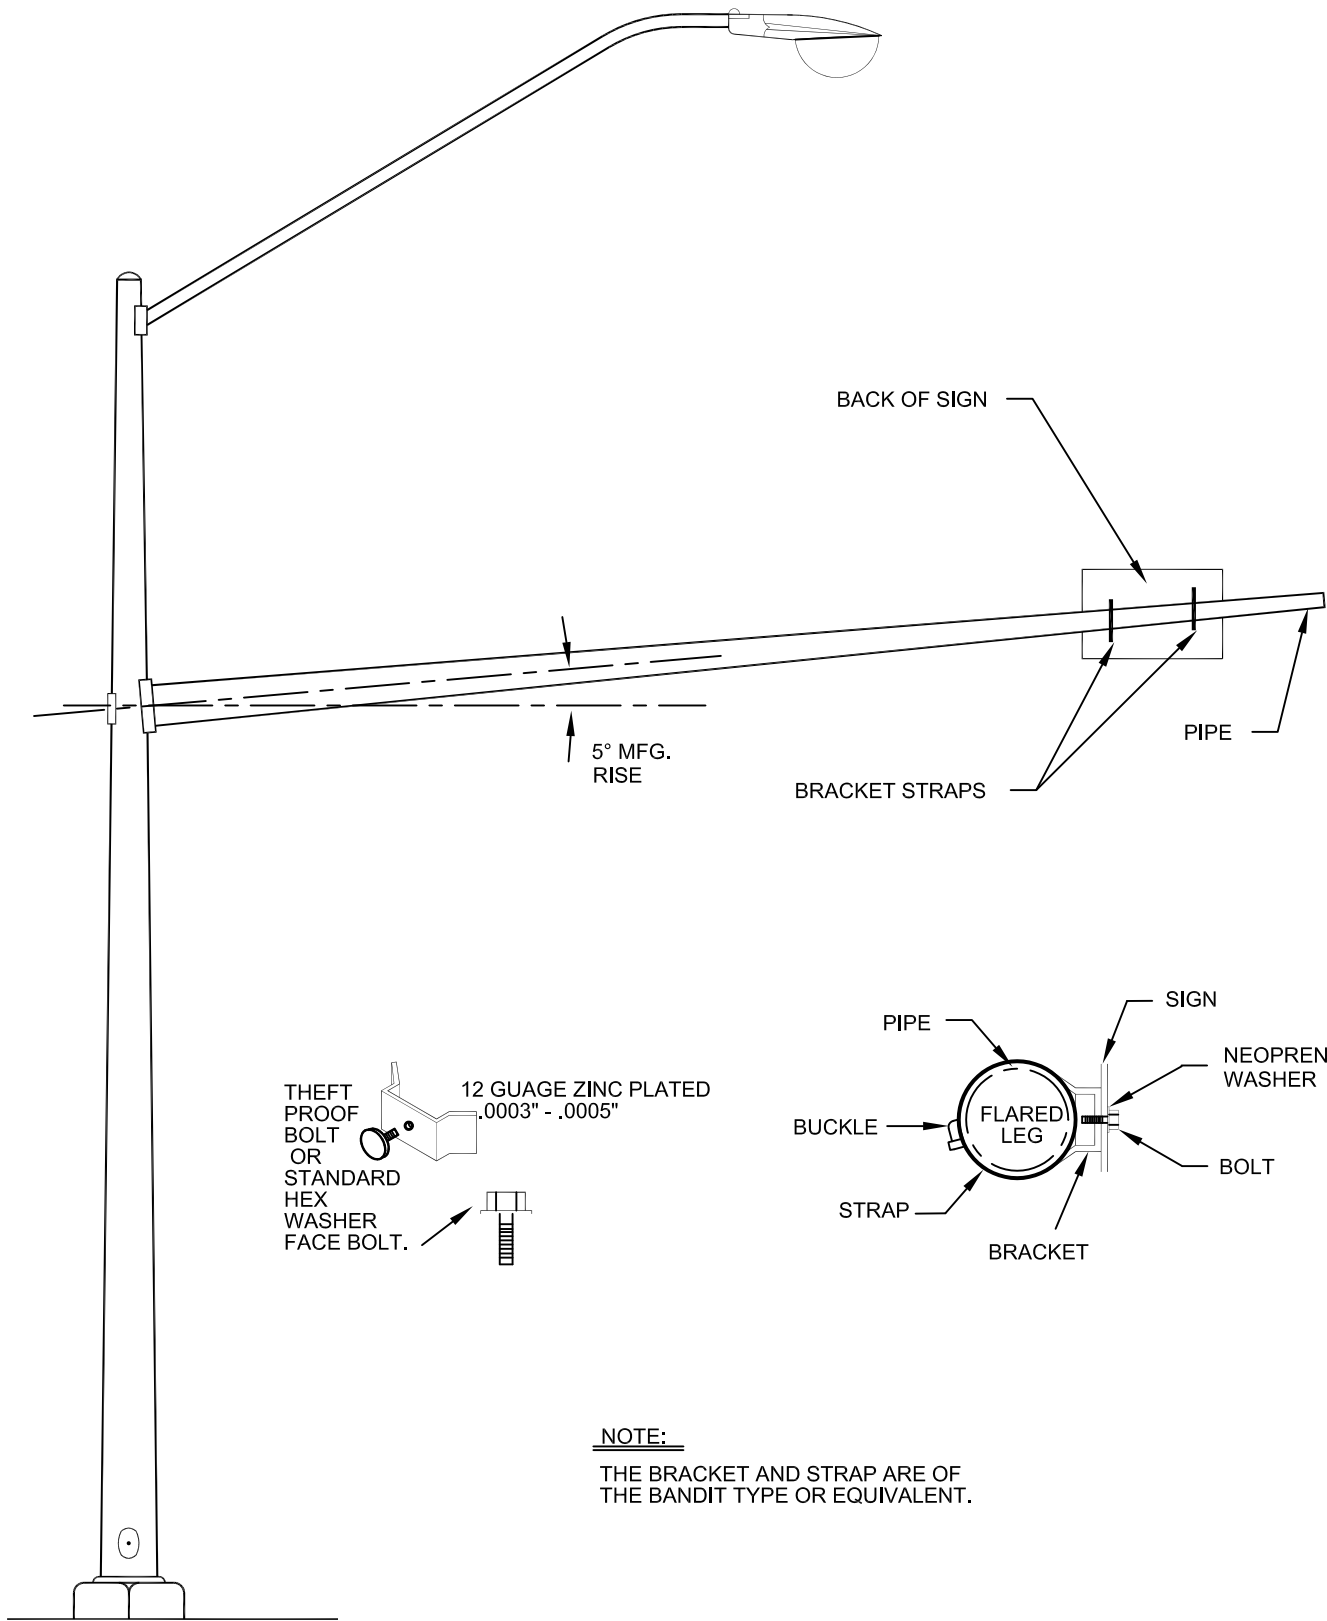 BACK OF SIGN
PIPE
5° MFG.
RISE
BRACKET STRAPS
SIGN
PIPE
NEOPREN
WASHER
THEFT
PROOF
BOLT
OR
STANDARD
HEX
WASHER
FACE BOLT.
12 GUAGE ZINC PLATED
.0003" - .0005"
BUCKLE
FLARED
LEG
BOLT
STRAP
BRACKET
NOTE:
THE BRACKET AND STRAP ARE OF
THE BANDIT TYPE OR EQUIVALENT.